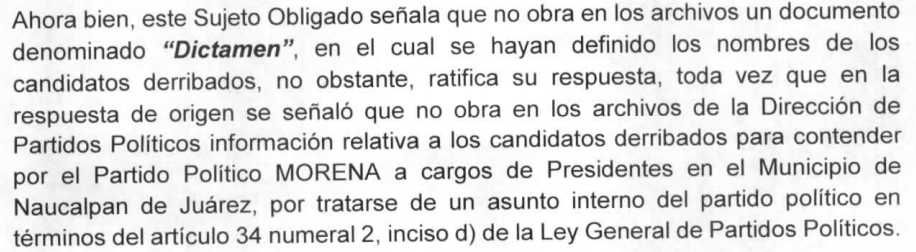 Ahora bien, este Sujeto Obligado señala que no obra en los archivos un documento
denominado “Dictamen”, en el cual se hayan definido los nombres de los
candidatos derribados, no obstante, ratifica su respuesta, toda vez que en la
respuesta de origen se señaló que no obra en los archivos de la Dirección de
Partidos Políticos información relativa a los candidatos derribados para contender
por el Partido Político MORENA a cargos de Presidentes en el Municipio de
Naucalpan de Juárez, por tratarse de un asunto interno del partido político en
términos del artículo 34 numeral 2, inciso d) de la Ley General de Partidos Políticos.